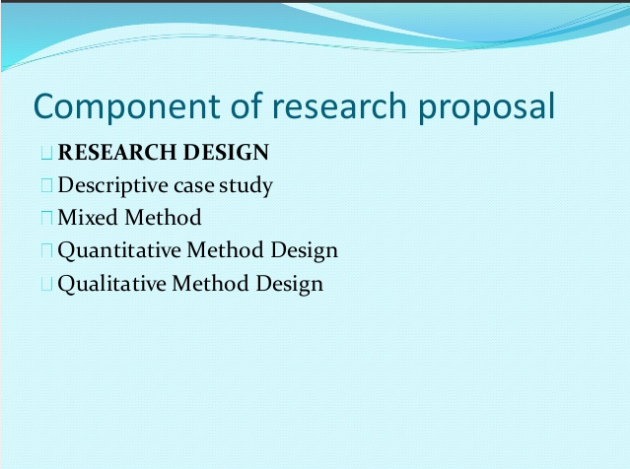 Component of research proposal
RESEARCH DESIGN
Descriptive case study
Mixed Method
Quantitative Method Design
Qualitative Method Design